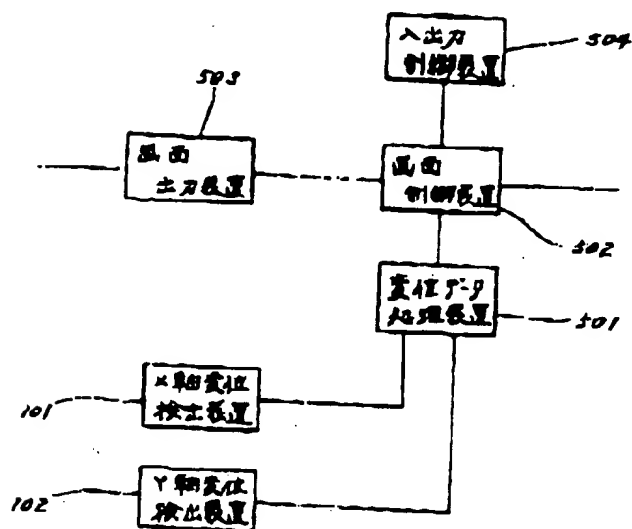 入出力
制御装置
504
503
画面
出力装置
画面
制御装置
502
変位データ
処理装置
501
X軸変位
検出装置
101
Y軸変位
検出装置
102